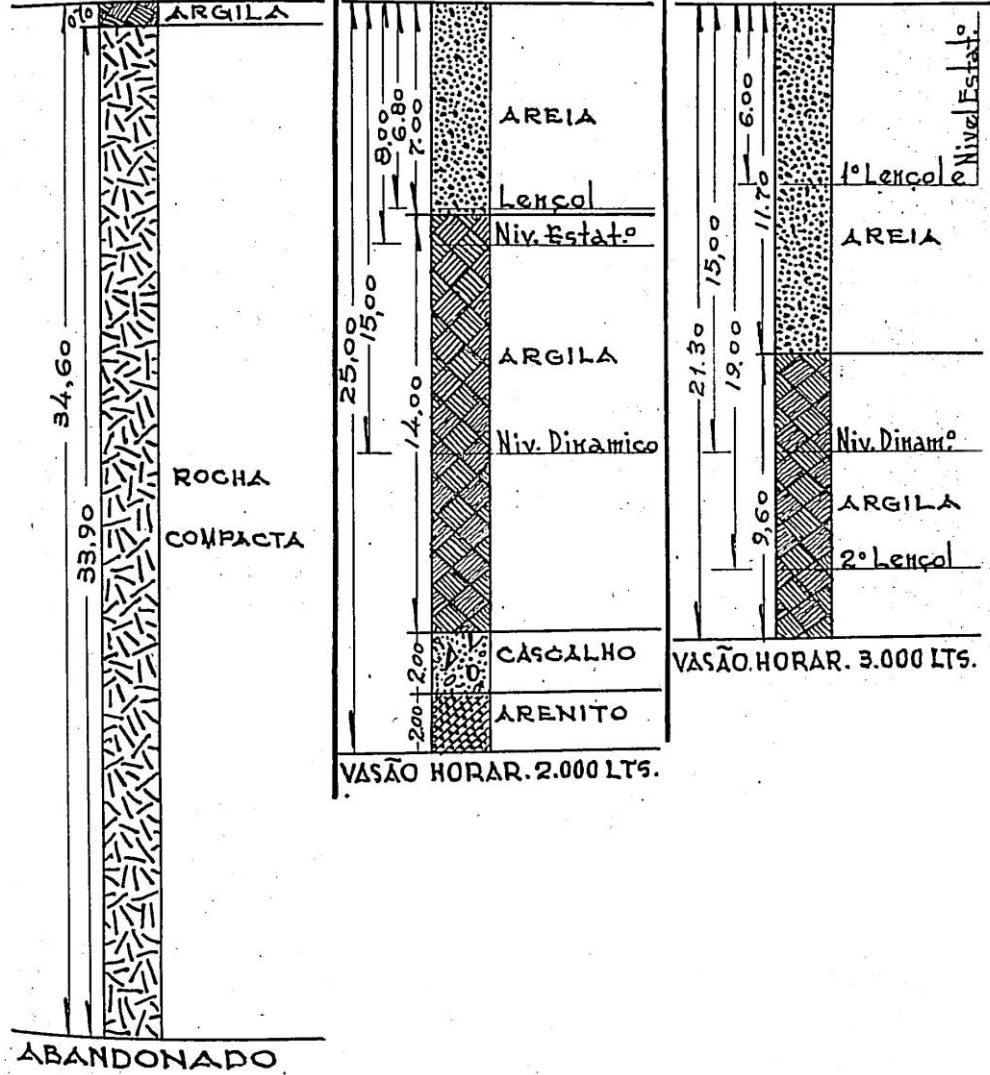 0,70
ARGILA
34,60
33.90
ROCHA
COMPACTA
ABANDONADO
25,00
15,00
8,00
6.80
7.00
AREIA
Lençol
Niv. Estat.º
14,00
ARGILA
Niv. Dinamico
2.00
CASCALHO
2.00
ARENITO
VASÃO HORAR. 2.000 LTS.
21.30
15,00
19,00
6.00
11.70
Nivel Estat.º
1º Lençol e
AREIA
Niv. Dinam.º
9,60
ARGILA
2º Lençol
VASÃO HORAR. 3.000 LTS.